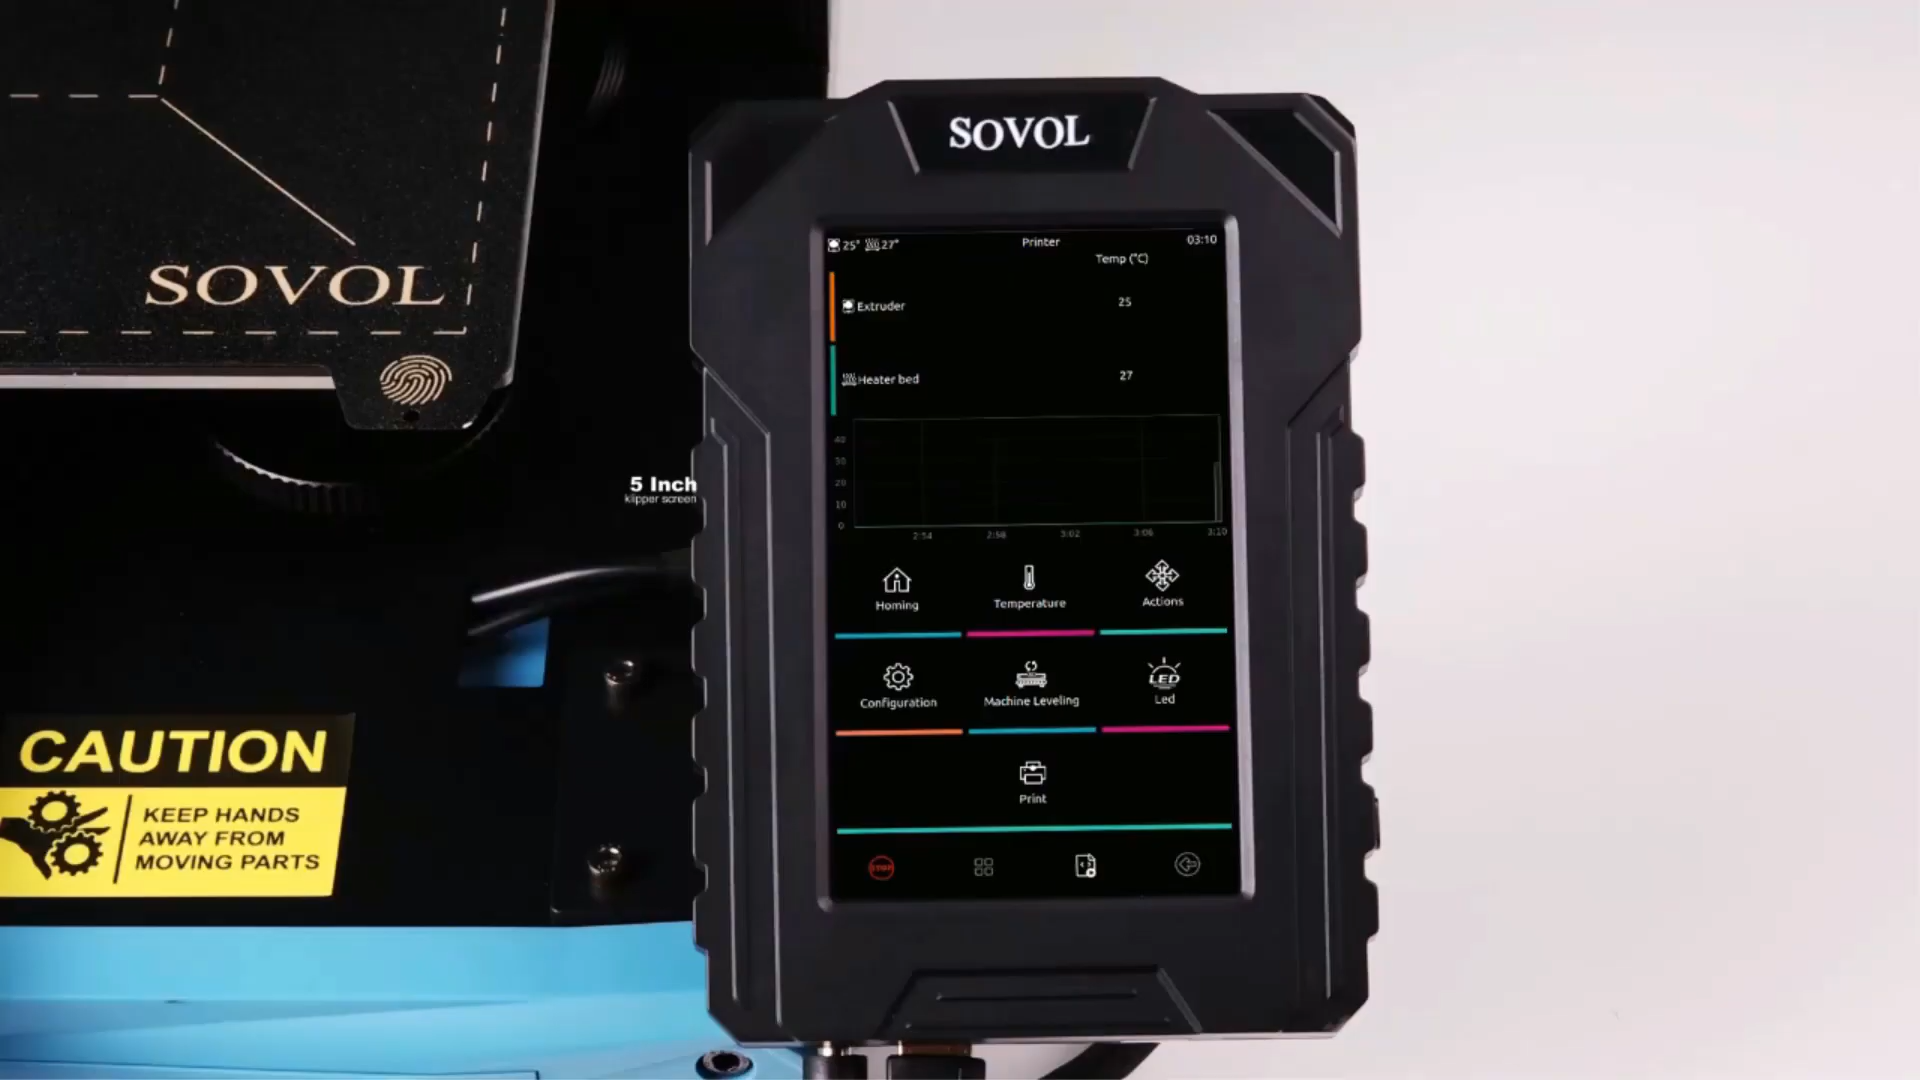 SOVOL
CAUTION
KEEP HANDS
AWAY FROM
MOVING PARTS
5 Inch
klipper screen
SOVOL
25° 27° Printer 03:10
Temp (°C)
Extruder 25
Heater bed 27
40
30
20
10
0
2:54 2:58 3:02 3:06 3:10
Homing Temperature Actions
LED
Configuration Machine Leveling Led
Print
STOP